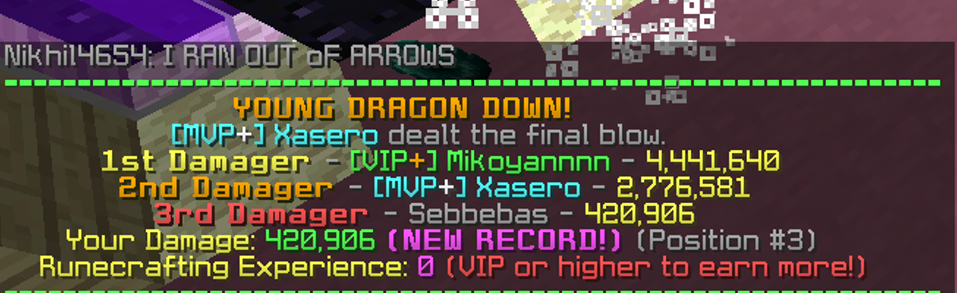 Nikhil4654: I RAN OUT oF ARROWS
YOUNG DRAGON DOWN!
[MVP+] Xasero dealt the final blow.
1st Damager - [VIP+] Mikoyannnn - 4,441,640
2nd Damager - [MVP+] Xasero - 2,776,581
3rd Damager - Sebbebas - 420,906
Your Damage: 420,906 (NEW RECORD!) (Position #3)
Runecrafting Experience: 0 (VIP or higher to earn more!)